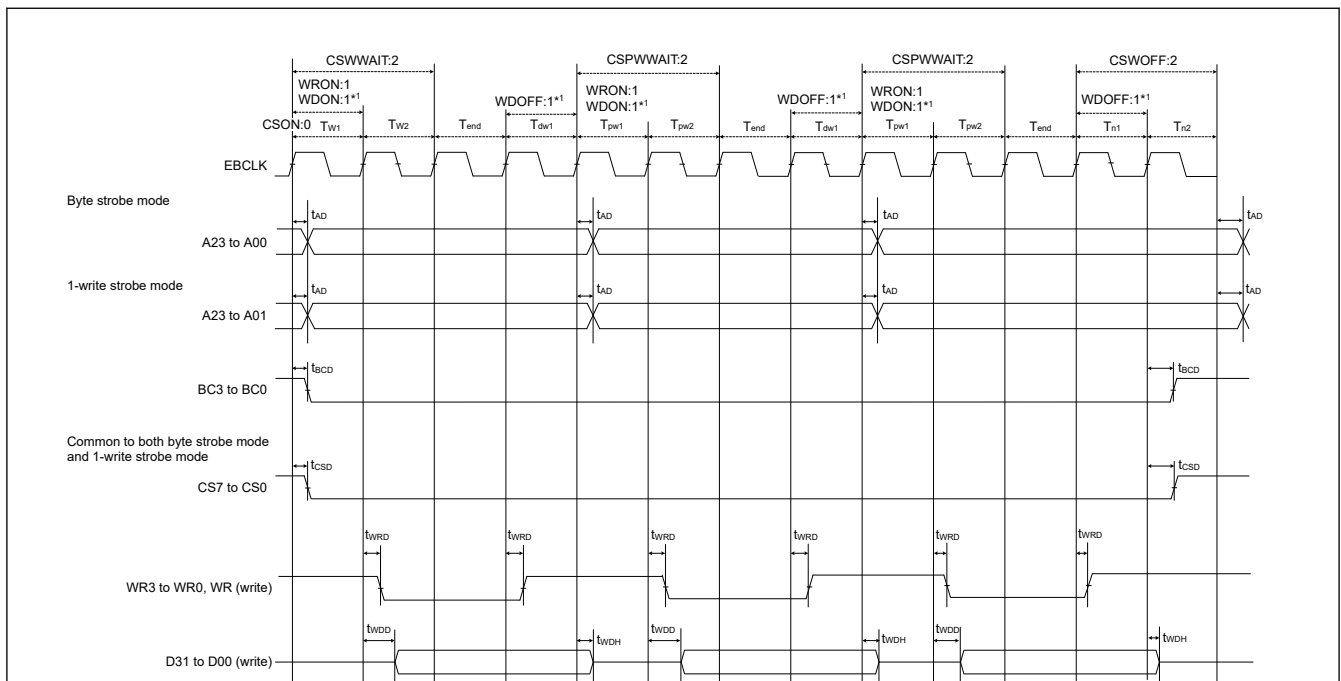 CSWWAIT:2 CSPWWAIT:2 CSPWWAIT:2 CSWOFF:2
WRON:1 WRON:1 WRON:1
WDON:1*1 WDOFF:1*1 WDON:1*1 WDOFF:1*1 WDON:1*1 WDOFF:1*1
CSON:0 TW1 TW2 Tend Tdw1 Tpw1 Tpw2 Tend Tdw1 Tpw1 Tpw2 Tend Tn1 Tn2
EBCLK
Byte strobe mode
tAD tAD tAD tAD
A23 to A00
1-write strobe mode
tAD tAD tAD tAD
A23 to A01
tBCD tBCD
BC3 to BC0
Common to both byte strobe mode
and 1-write strobe mode
tCSD tCSD
CS7 to CS0
tWRD tWRD tWRD tWRD tWRD tWRD
WR3 to WR0, WR (write)
tWDD tWDH tWDD tWDH tWDD tWDH
D31 to D00 (write)